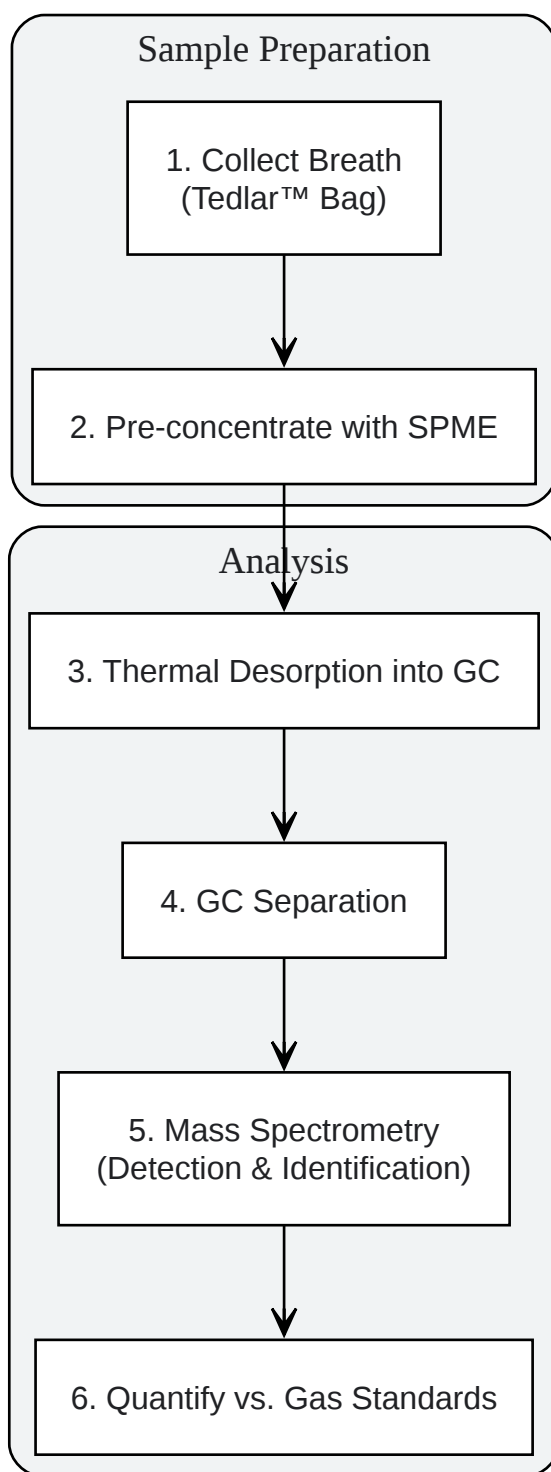 Sample Preparation
1. Collect Breath
(Tedlar™ Bag)
2. Pre-concentrate with SPME
Analysis
3. Thermal Desorption into GC
4. GC Separation
5. Mass Spectrometry
(Detection & Identification)
6. Quantify vs. Gas Standards